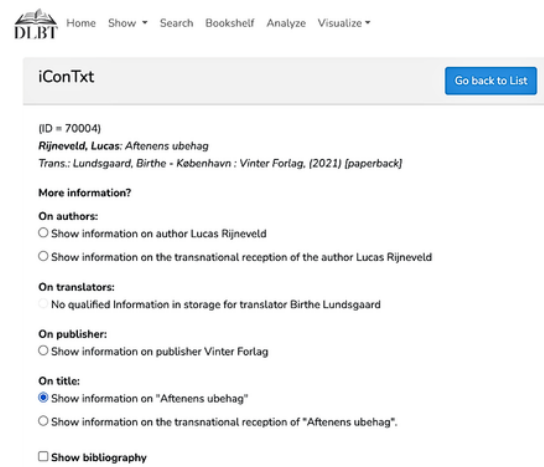 DLBT
Home Show Search Bookshelf Analyze Visualize
iConTxt
Go back to List
(ID = 70004)
Rijneveld, Lucas: Aftenens ubehag
Trans.: Lundsgaard, Birthe - København : Vinter Forlag, (2021) [paperback]
More information?
On authors:
Show information on author Lucas Rijneveld
Show information on the transnational reception of the author Lucas Rijneveld
On translators:
No qualified Information in storage for translator Birthe Lundsgaard
On publisher:
Show information on publisher Vinter Forlag
On title:
Show information on "Aftenens ubehag"
Show information on the transnational reception of "Aftenens ubehag".
Show bibliography